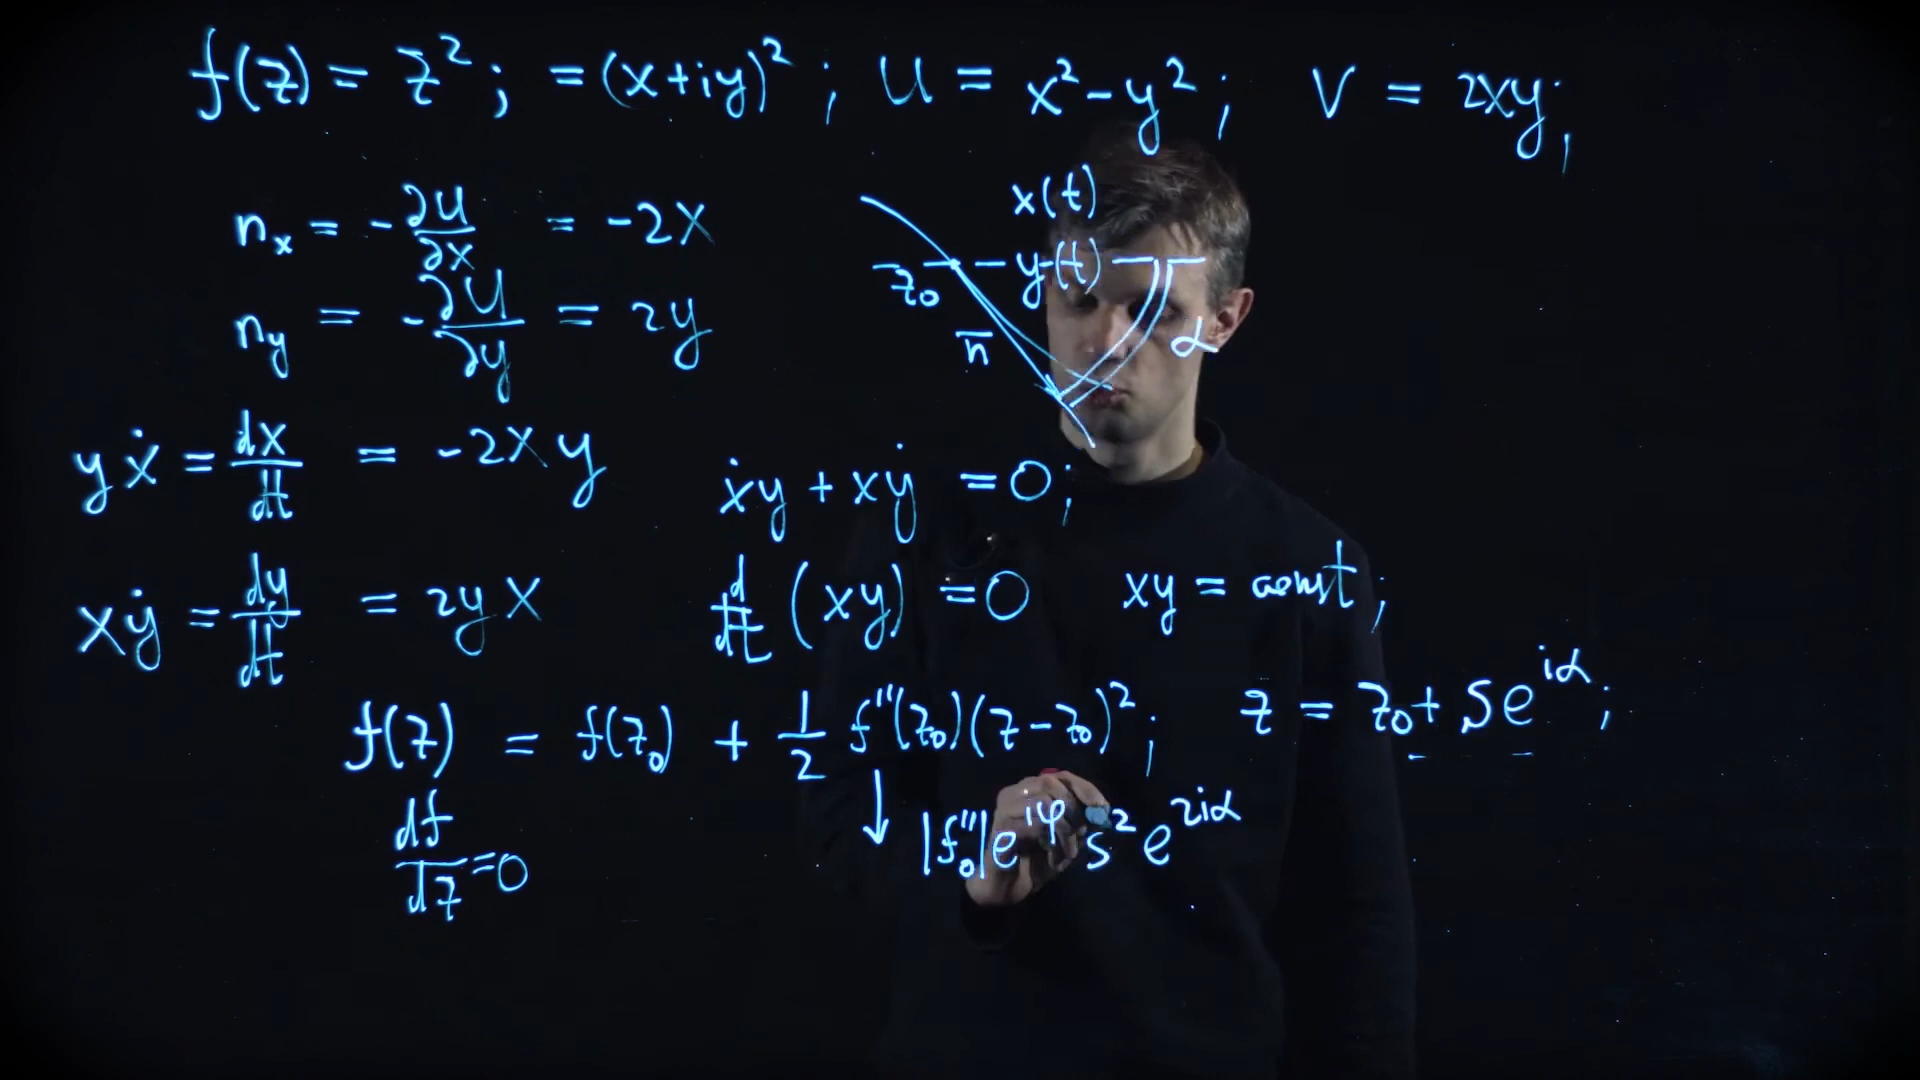 f(z) = z² ; = (x+iy)² ; U = x² - y² ; V = 2xy;
n_x = - ∂U/∂x = -2x
x(t)
y(t)
z₀
n̄
α
n_y = - ∂U/∂y = 2y
yẋ = dx/dt = -2xy
ẋy + xẏ = 0;
xẏ = dy/dt = 2yx
d/dt (xy) = 0 xy = const ;
f(z) = f(z₀) + 1/2 f''(z₀)(z - z₀)² ; z = z₀ + Se^{iα} ;
df/dz = 0
↓ |f₀''|e^{iφ} s² e^{2iα}